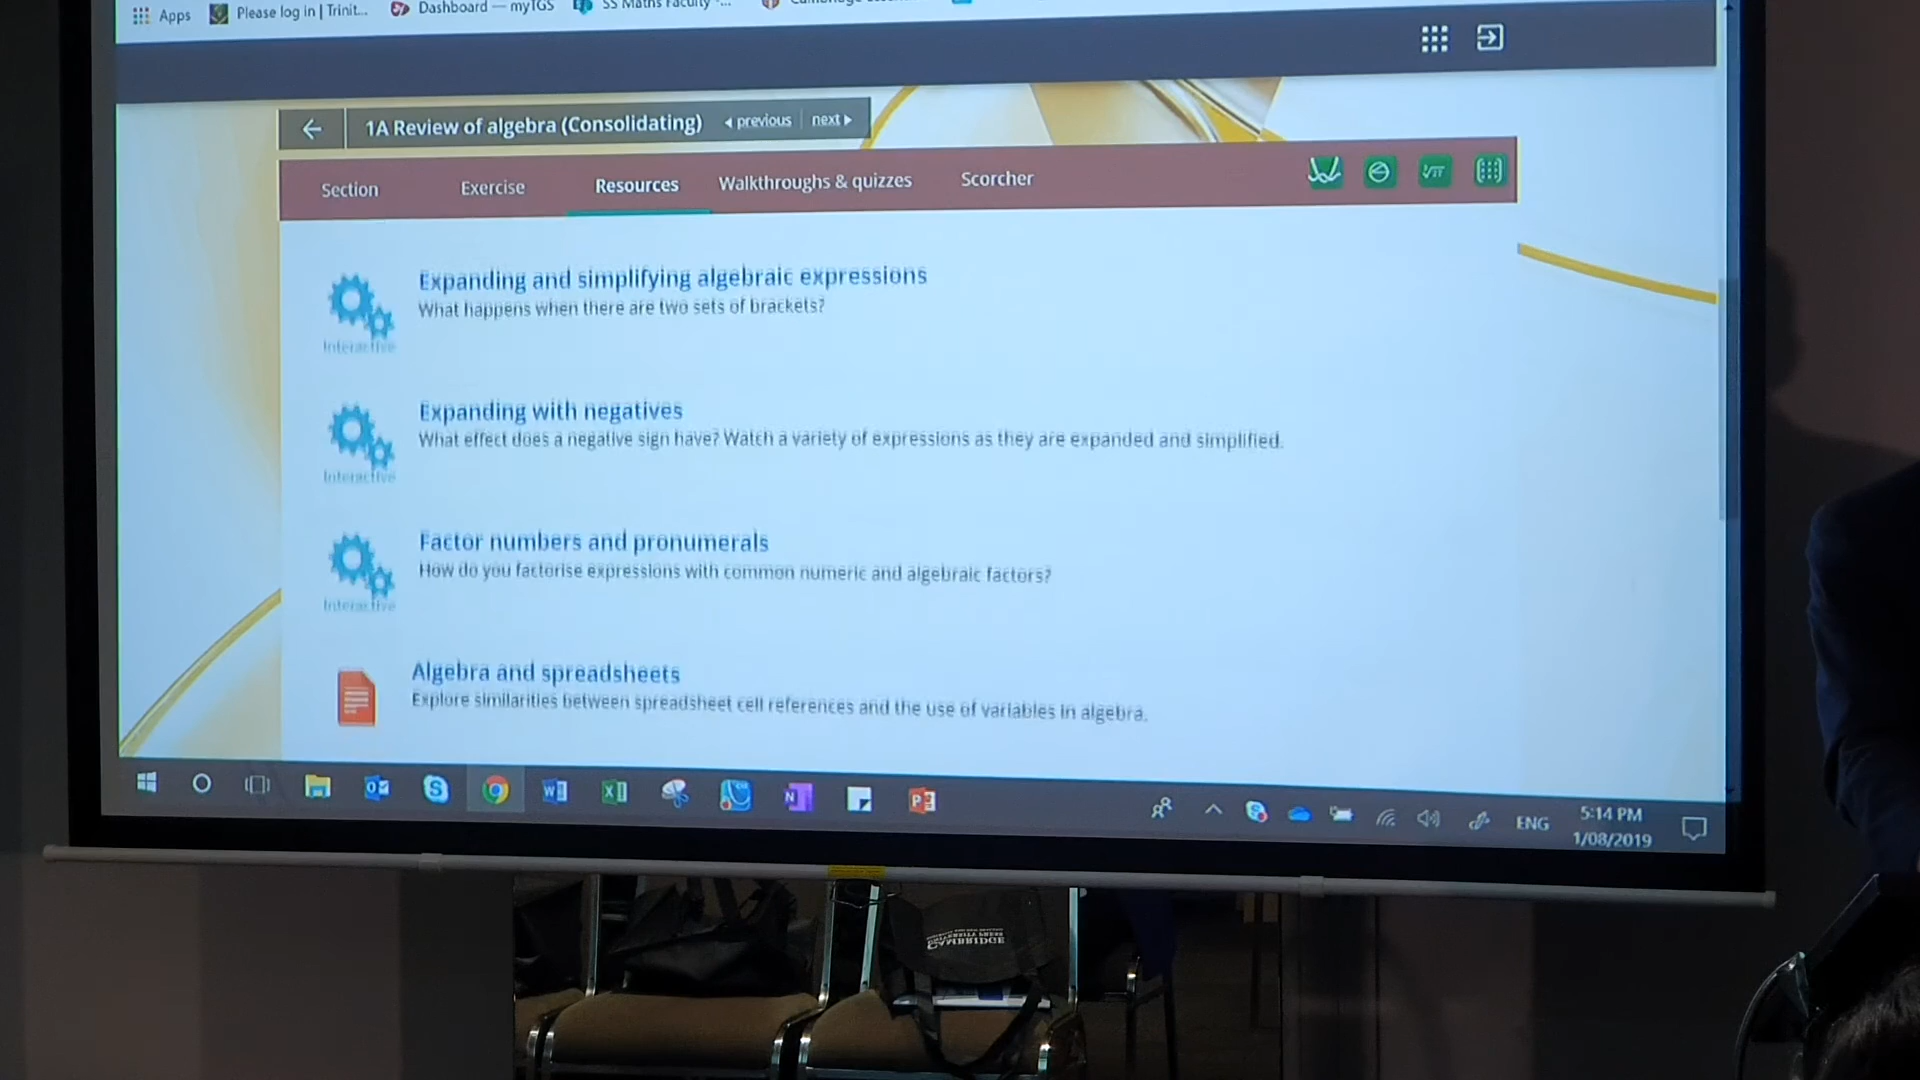 Apps Please log in | Trinit... Dashboard — myTGS SS Maths Faculty -...
1A Review of algebra (Consolidating) previous next
Section Exercise Resources Walkthroughs & quizzes Scorcher
Expanding and simplifying algebraic expressions
What happens when there are two sets of brackets?
Interactive
Expanding with negatives
What effect does a negative sign have? Watch a variety of expressions as they are expanded and simplified.
Interactive
Factor numbers and pronumerals
How do you factorise expressions with common numeric and algebraic factors?
Interactive
Algebra and spreadsheets
Explore similarities between spreadsheet cell references and the use of variables in algebra.
ENG
5:14 PM
1/08/2019
UNIVERSITY PRESS
CAMBRIDGE